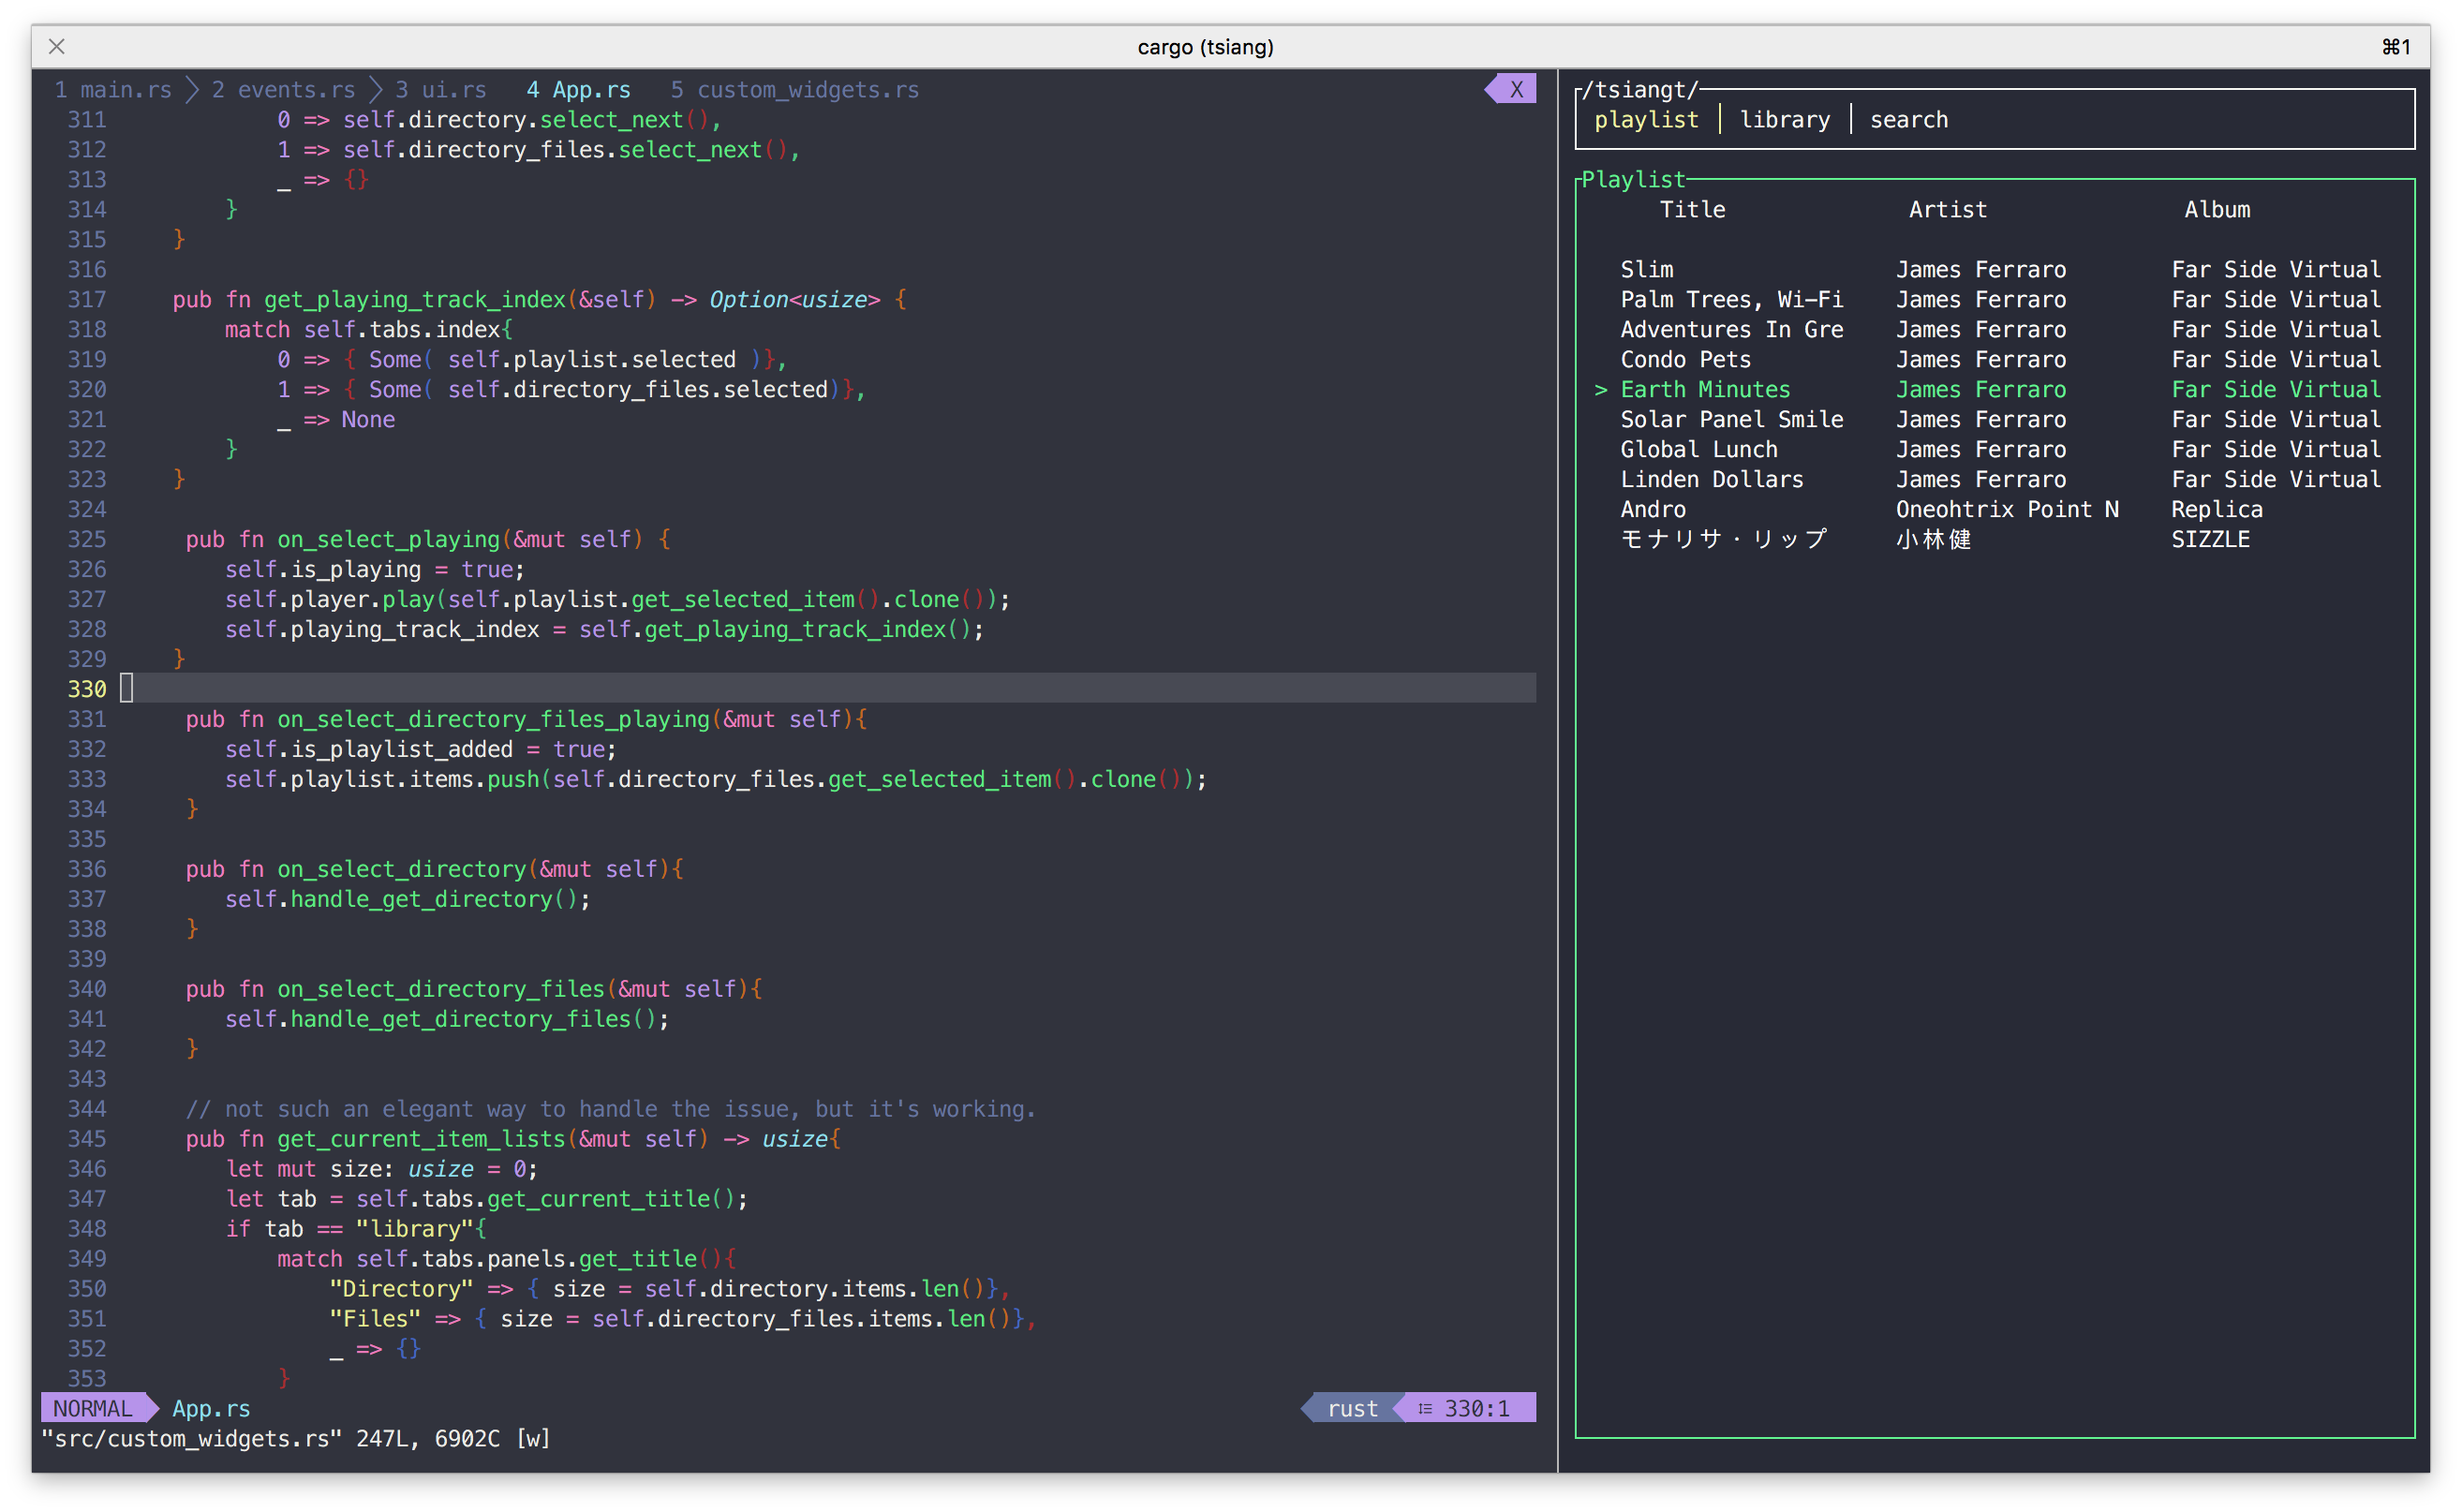 cargo (tsiang)
⌘1
1 main.rs 2 events.rs 3 ui.rs 4 App.rs 5 custom_widgets.rs X
311 0 => self.directory.select_next(),
312 1 => self.directory_files.select_next(),
313 _ => {}
314 }
315 }
316
317 pub fn get_playing_track_index(&self) -> Option<usize> {
318 match self.tabs.index{
319 0 => { Some( self.playlist.selected )},
320 1 => { Some( self.directory_files.selected)},
321 _ => None
322 }
323 }
324
325 pub fn on_select_playing(&mut self) {
326 self.is_playing = true;
327 self.player.play(self.playlist.get_selected_item().clone());
328 self.playing_track_index = self.get_playing_track_index();
329 }
330
331 pub fn on_select_directory_files_playing(&mut self){
332 self.is_playlist_added = true;
333 self.playlist.items.push(self.directory_files.get_selected_item().clone());
334 }
335
336 pub fn on_select_directory(&mut self){
337 self.handle_get_directory();
338 }
339
340 pub fn on_select_directory_files(&mut self){
341 self.handle_get_directory_files();
342 }
343
344 // not such an elegant way to handle the issue, but it's working.
345 pub fn get_current_item_lists(&mut self) -> usize{
346 let mut size: usize = 0;
347 let tab = self.tabs.get_current_title();
348 if tab == "library"{
349 match self.tabs.panels.get_title(){
350 "Directory" => { size = self.directory.items.len()},
351 "Files" => { size = self.directory_files.items.len()},
352 _ => {}
353 }
NORMAL App.rs rust 330:1
"src/custom_widgets.rs" 247L, 6902C [w]
/tsiangt/
playlist │ library │ search
Playlist
Title Artist Album
Slim James Ferraro Far Side Virtual
Palm Trees, Wi-Fi James Ferraro Far Side Virtual
Adventures In Gre James Ferraro Far Side Virtual
Condo Pets James Ferraro Far Side Virtual
> Earth Minutes James Ferraro Far Side Virtual
Solar Panel Smile James Ferraro Far Side Virtual
Global Lunch James Ferraro Far Side Virtual
Linden Dollars James Ferraro Far Side Virtual
Andro Oneohtrix Point N Replica
モナリサ・リップ 小林健 SIZZLE